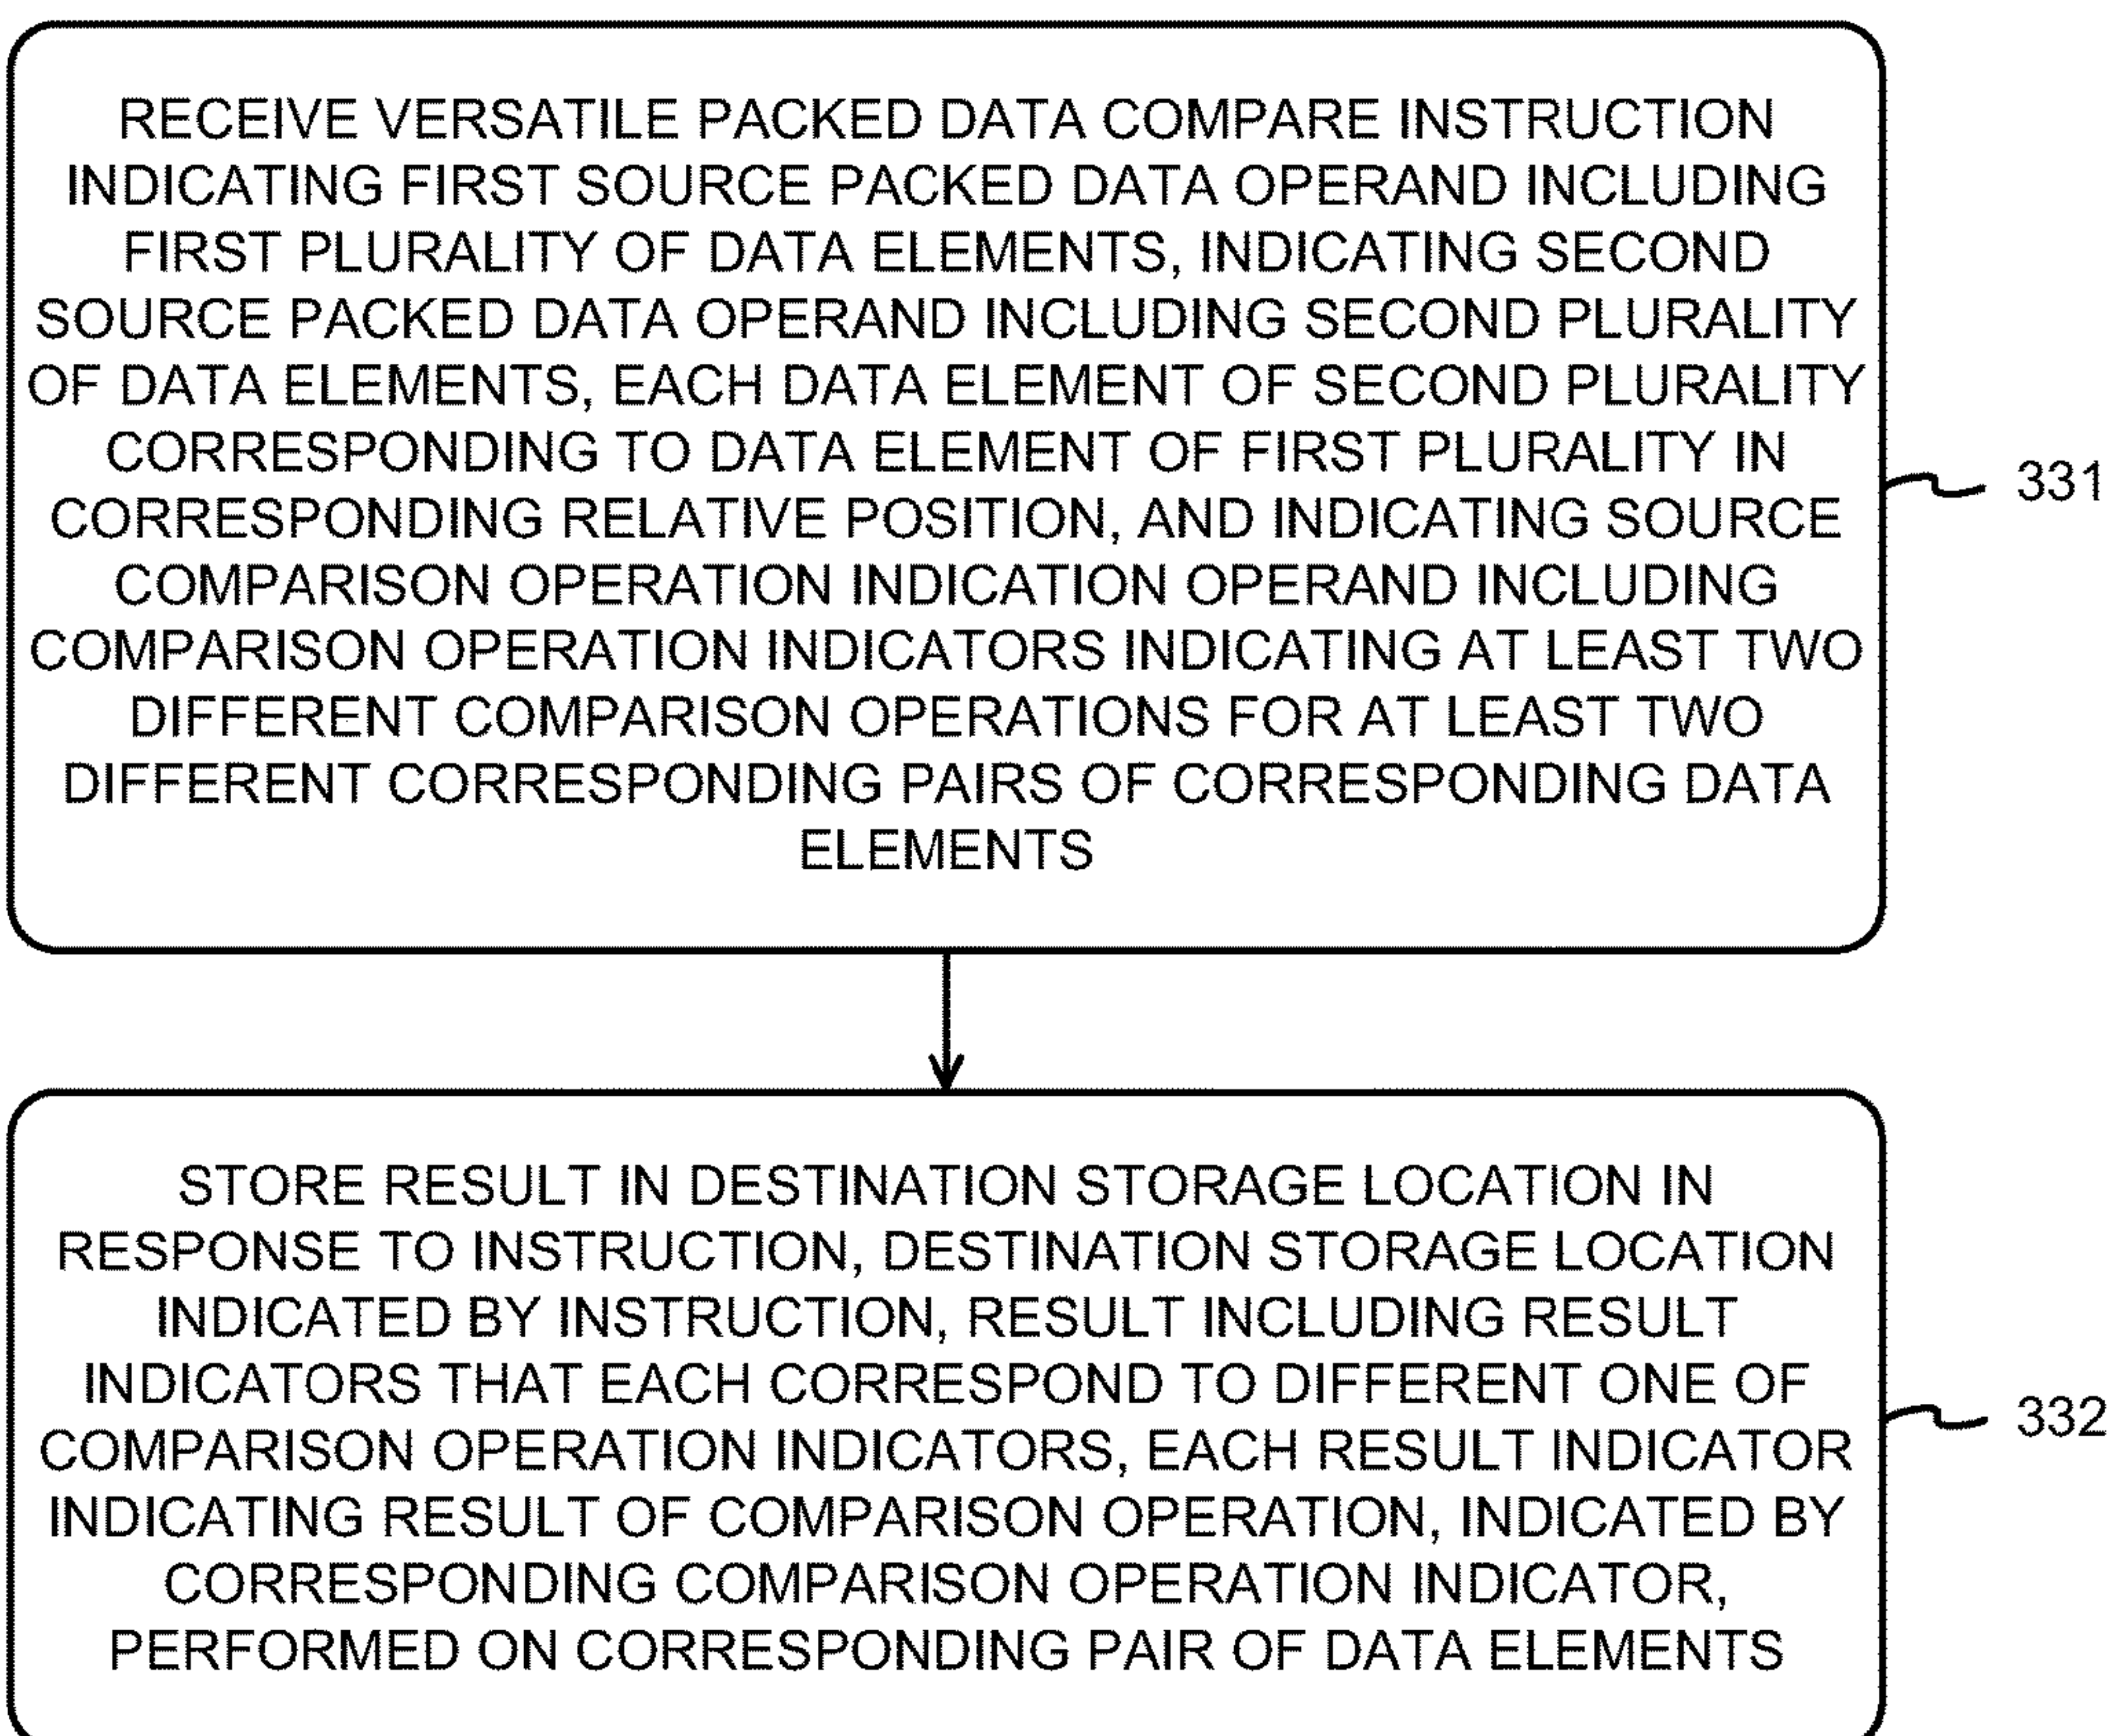 RECEIVE VERSATILE PACKED DATA COMPARE INSTRUCTION
INDICATING FIRST SOURCE PACKED DATA OPERAND INCLUDING
FIRST PLURALITY OF DATA ELEMENTS, INDICATING SECOND
SOURCE PACKED DATA OPERAND INCLUDING SECOND PLURALITY
OF DATA ELEMENTS, EACH DATA ELEMENT OF SECOND PLURALITY
CORRESPONDING TO DATA ELEMENT OF FIRST PLURALITY IN
CORRESPONDING RELATIVE POSITION, AND INDICATING SOURCE
COMPARISON OPERATION INDICATION OPERAND INCLUDING
COMPARISON OPERATION INDICATORS INDICATING AT LEAST TWO
DIFFERENT COMPARISON OPERATIONS FOR AT LEAST TWO
DIFFERENT CORRESPONDING PAIRS OF CORRESPONDING DATA
ELEMENTS
331
STORE RESULT IN DESTINATION STORAGE LOCATION IN
RESPONSE TO INSTRUCTION, DESTINATION STORAGE LOCATION
INDICATED BY INSTRUCTION, RESULT INCLUDING RESULT
INDICATORS THAT EACH CORRESPOND TO DIFFERENT ONE OF
COMPARISON OPERATION INDICATORS, EACH RESULT INDICATOR
INDICATING RESULT OF COMPARISON OPERATION, INDICATED BY
CORRESPONDING COMPARISON OPERATION INDICATOR,
PERFORMED ON CORRESPONDING PAIR OF DATA ELEMENTS
332